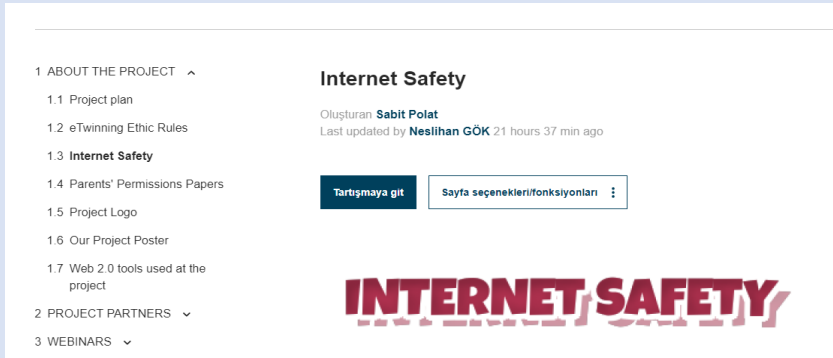 1 ABOUT THE PROJECT
1.1 Project plan
1.2 eTwinning Ethic Rules
1.3 Internet Safety
1.4 Parents' Permissions Papers
1.5 Project Logo
1.6 Our Project Poster
1.7 Web 2.0 tools used at the
project
2 PROJECT PARTNERS
3 WEBINARS
Internet Safety
Oluşturan Sabit Polat
Last updated by Neslihan GÖK 21 hours 37 min ago
Tartışmaya git
Sayfa seçenekleri/fonksiyonları
INTERNET SAFETY